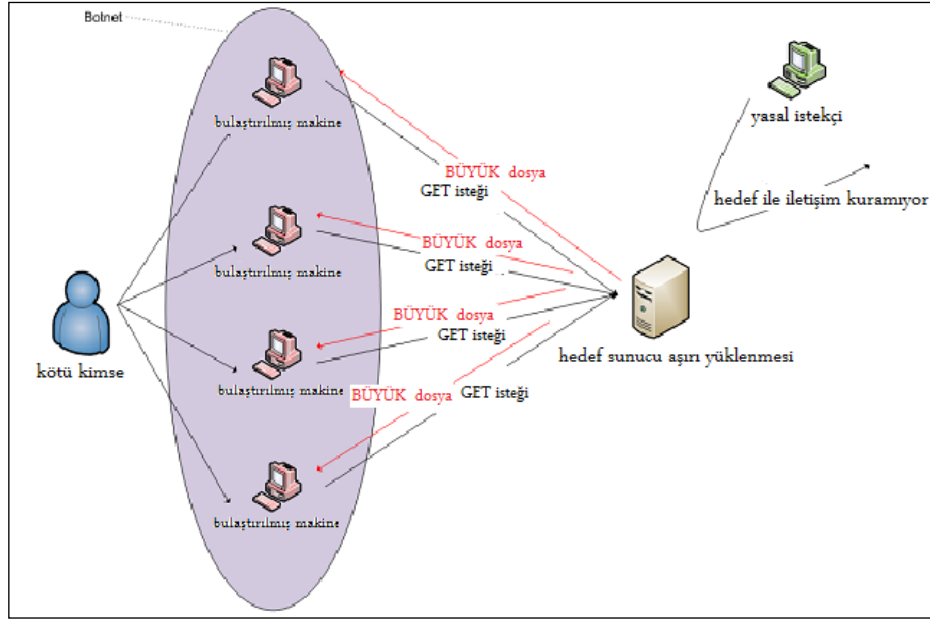 Botnet
bulaştırılmış makine
yasal istekçi
BÜYÜK dosya
GET isteği
hedef ile iletişim kuramıyor
BÜYÜK dosya
GET isteği
bulaştırılmış makine
BÜYÜK dosya
GET isteği
hedef sunucu aşırı yüklenmesi
kötü kimse
bulaştırılmış makine
BÜYÜK dosya
GET isteği
bulaştırılmış makine